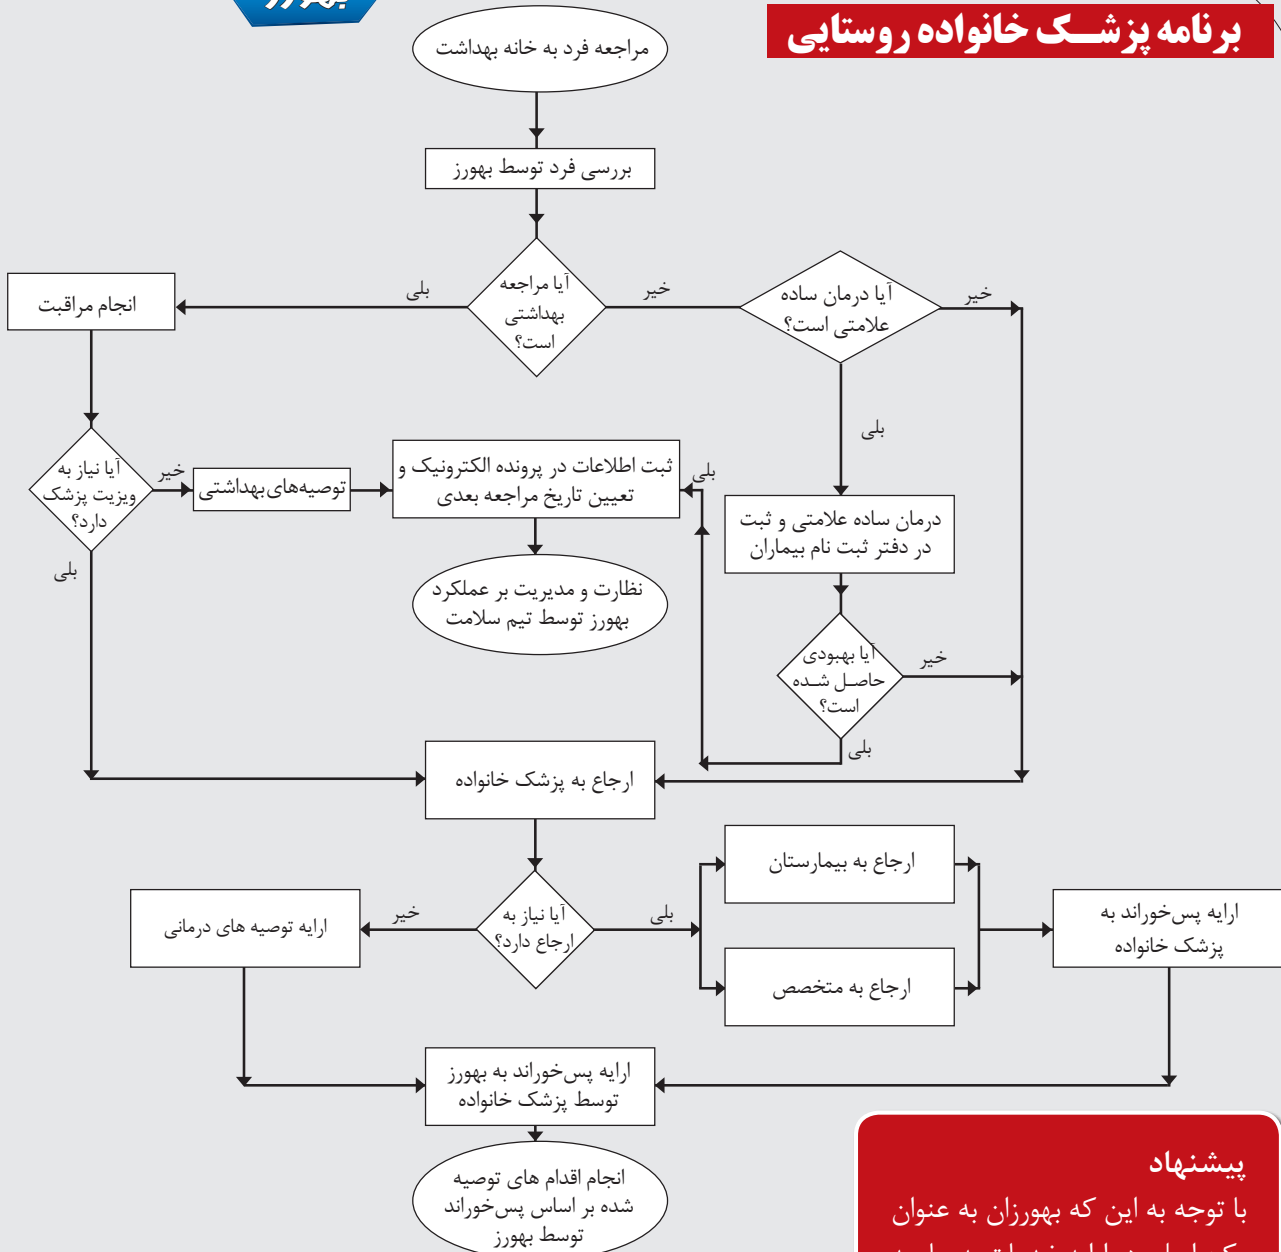 بهورز
برنامه پزشک خانواده روستایی
مراجعه فرد به خانه بهداشت
بررسی فرد توسط بهورز
آیا مراجعه
بهداشتی
است؟
خیر
بلی
آیا درمان ساده
علامتی است؟
خیر
بلی
انجام مراقبت
آیا نیاز به
ویزیت پزشک
دارد؟
خیر
بلی
توصیه‌های بهداشتی
ثبت اطلاعات در پرونده الکترونیک و
تعیین تاریخ مراجعه بعدی
بلی
درمان ساده علامتی و ثبت
در دفتر ثبت نام بیماران
نظارت و مدیریت بر عملکرد
بهورز توسط تیم سلامت
آیا بهبودی
حاصل شده
است؟
خیر
بلی
ارجاع به پزشک خانواده
آیا نیاز به
ارجاع دارد؟
بلی
خیر
ارجاع به بیمارستان
ارجاع به متخصص
ارایه پس‌خوراند به
پزشک خانواده
ارایه توصیه های درمانی
ارایه پس‌خوراند به بهورز
توسط پزشک خانواده
انجام اقدام های توصیه
شده بر اساس پس‌خوراند
توسط بهورز
پیشنهاد
با توجه به این که بهورزان به عنوان